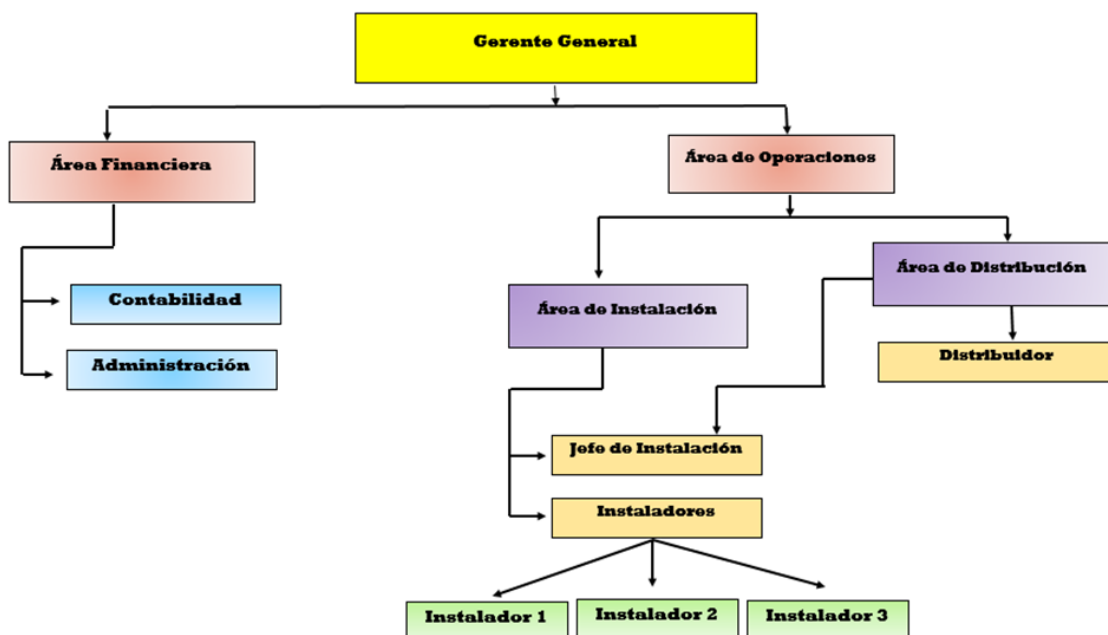 Gerente General
Área Financiera
Área de Operaciones
Área de Distribución
Contabilidad
Área de Instalación
Administración
Distribuidor
Jefe de Instalación
Instaladores
Instalador 1
Instalador 2
Instalador 3